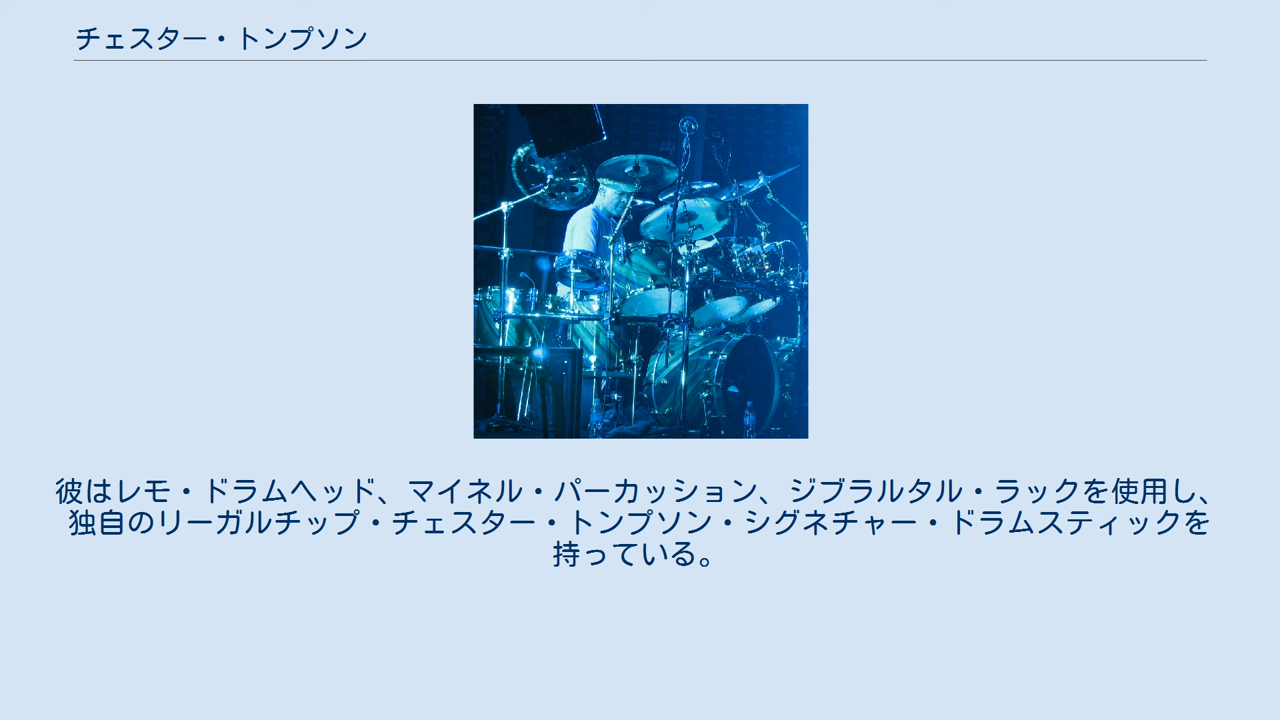 チェスター・トンプソン
彼はレモ・ドラムヘッド、マイネル・パーカッション、ジブラルタル・ラックを使用し、
独自のリーガルチップ・チェスター・トンプソン・シグネチャー・ドラムスティックを
持っている。